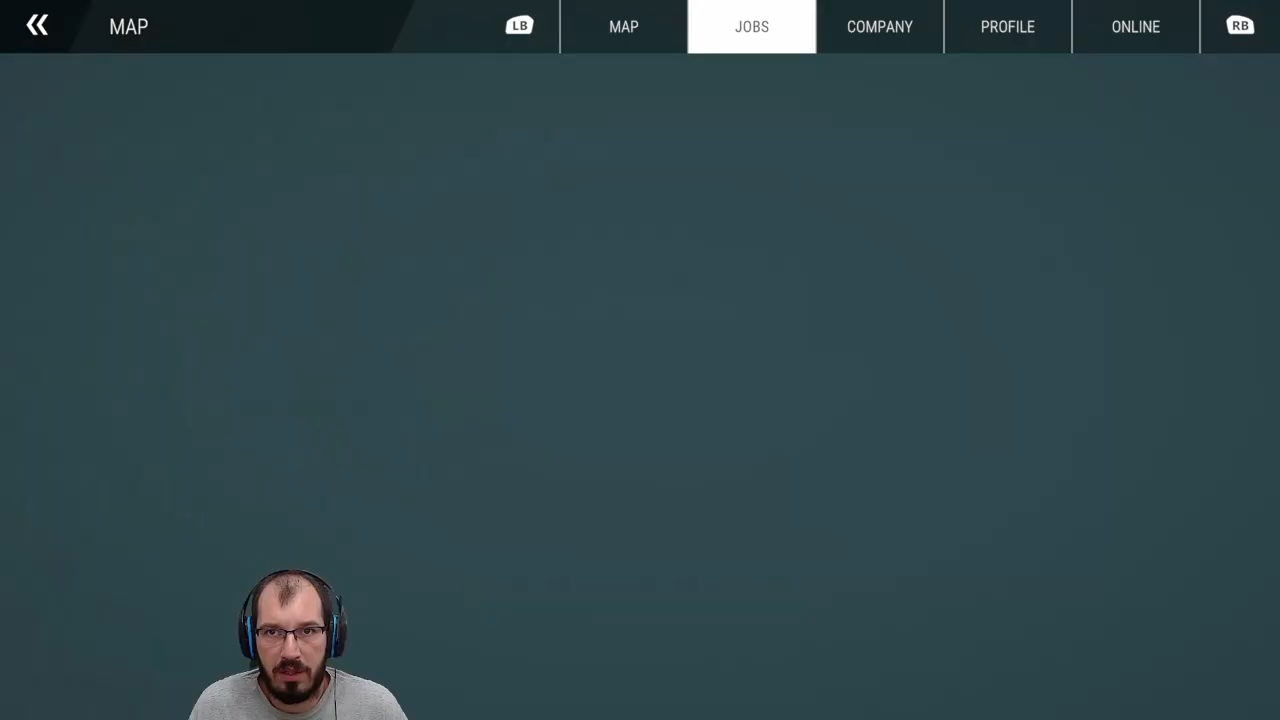 MAP
LB
MAP
JOBS
COMPANY
PROFILE
ONLINE
RB